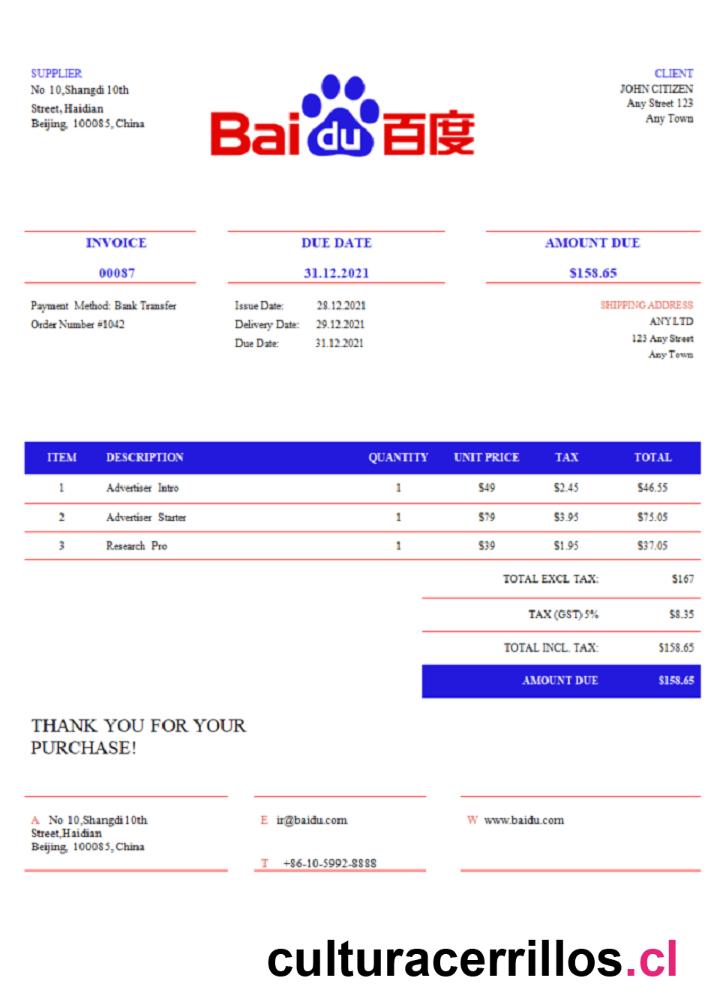 SUPPLIER
No 10,Shangdi 10th
Street, Haidian
Beijing, 100085, China
Baidu百度
CLIENT
JOHN CITIZEN
Any Street 123
Any Town
INVOICE
00087
DUE DATE
31.12.2021
AMOUNT DUE
$158.65
Payment Method: Bank Transfer
Order Number #1042
Issue Date: 28.12.2021
Delivery Date: 29.12.2021
Due Date: 31.12.2021
SHIPPING ADDRESS
ANY LTD
123 Any Street
Any Town
ITEM DESCRIPTION QUANTITY UNIT PRICE TAX TOTAL
1 Advertiser Intro 1 $49 $2.45 $46.55
2 Advertiser Starter 1 $79 $3.95 $75.05
3 Research Pro 1 $39 $1.95 $37.05
TOTAL EXCL TAX: $167
TAX (GST) 5% $8.35
TOTAL INCL. TAX: $158.65
AMOUNT DUE $158.65
THANK YOU FOR YOUR
PURCHASE!
A No 10,Shangdi 10th
Street,Haidian
Beijing, 100085, China
E ir@baidu.com
T +86-10-5992-8888
W www.baidu.com
culturacerrillos.cl